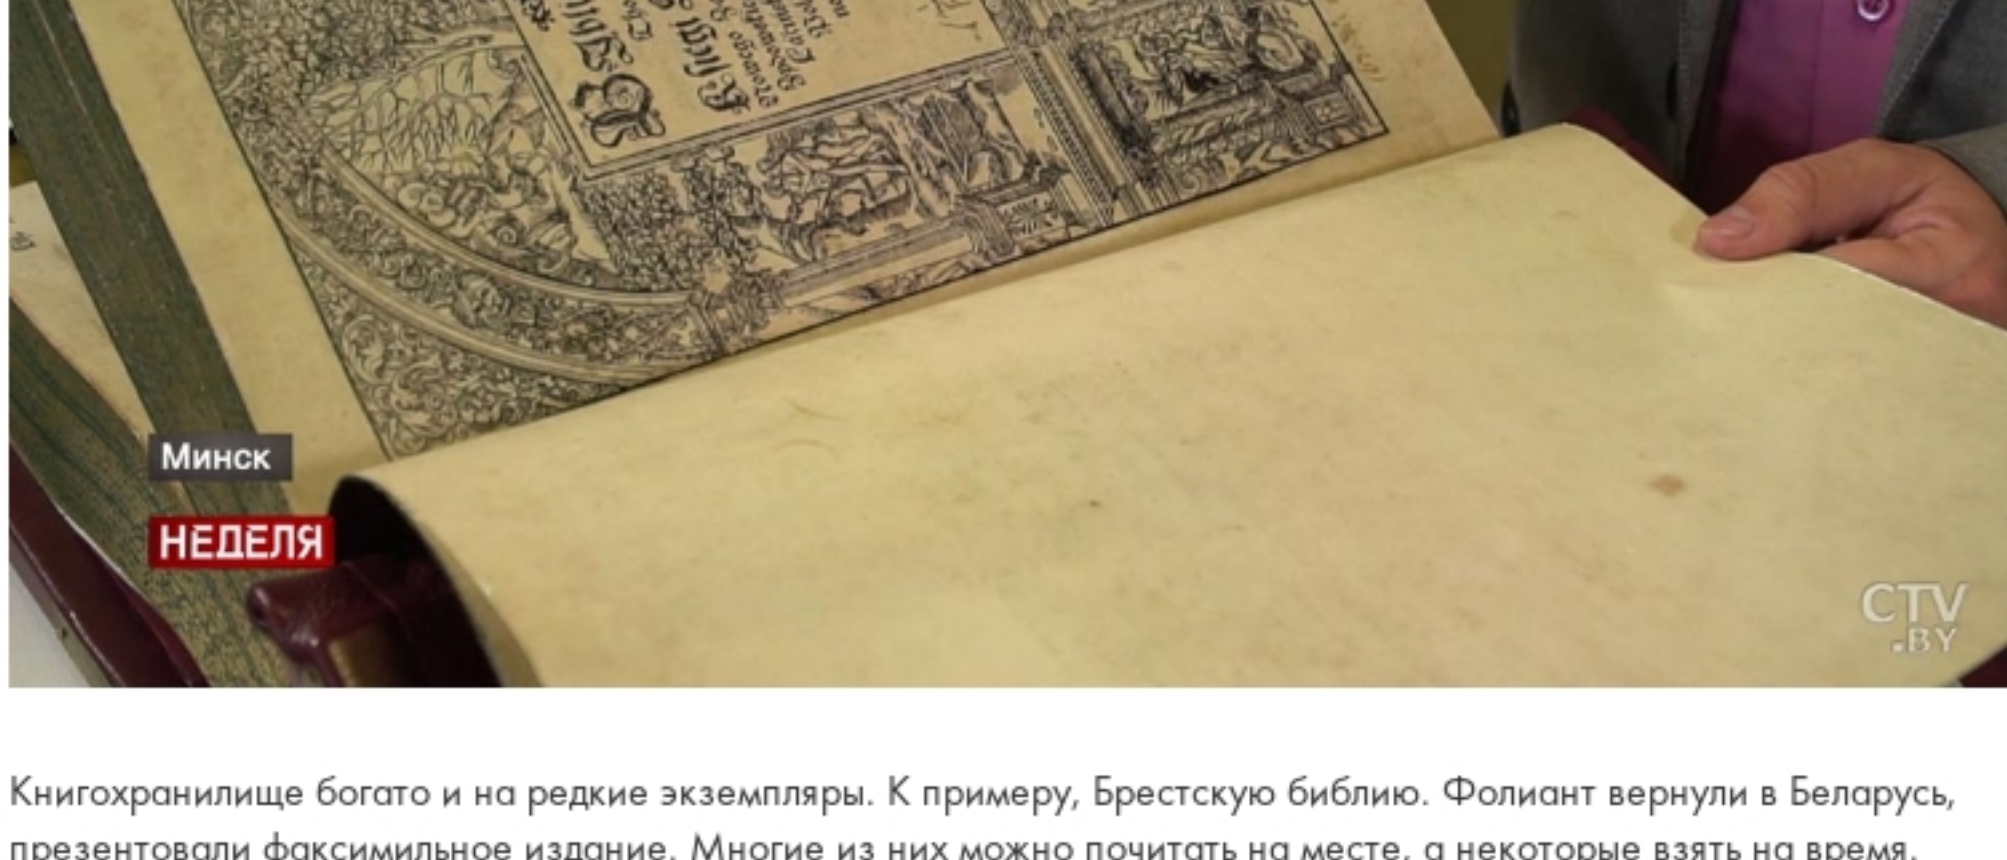 Минск
НЕДЕЛЯ
CTV
.BY
Книгохранилище богато и на редкие экземпляры. К примеру, Брестскую библию. Фолиант вернули в Беларусь,
презентовали факсимильное издание. Многие из них можно почитать на месте, а некоторые взять на время.